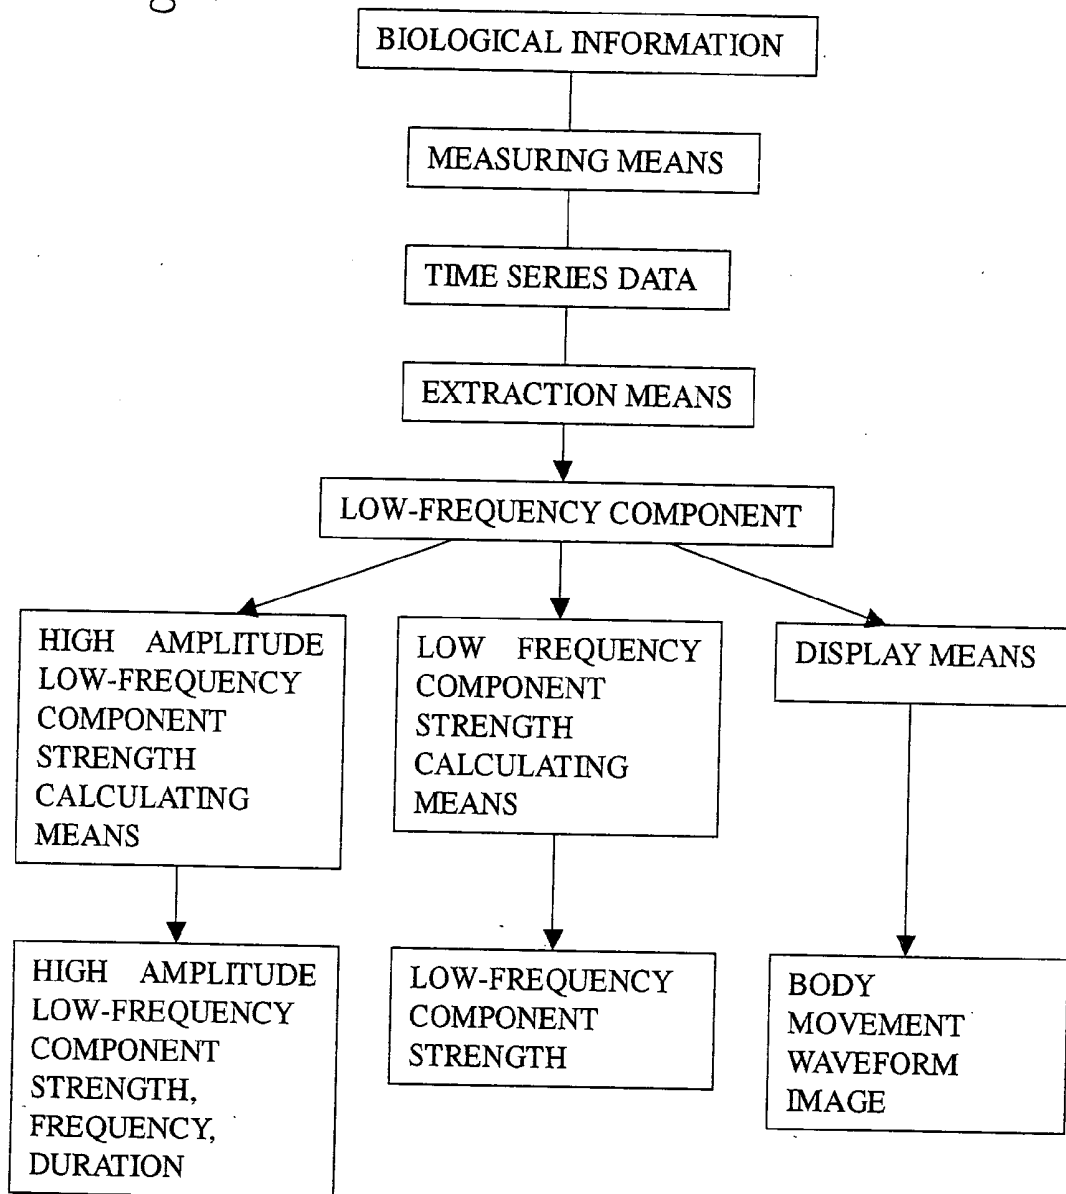 BIOLOGICAL INFORMATION
MEASURING MEANS
TIME SERIES DATA
EXTRACTION MEANS
LOW-FREQUENCY COMPONENT
HIGH AMPLITUDE
LOW-FREQUENCY
COMPONENT
STRENGTH
CALCULATING
MEANS
LOW FREQUENCY
COMPONENT
STRENGTH
CALCULATING
MEANS
DISPLAY MEANS
HIGH AMPLITUDE
LOW-FREQUENCY
COMPONENT
STRENGTH,
FREQUENCY,
DURATION
LOW-FREQUENCY
COMPONENT
STRENGTH
BODY
MOVEMENT
WAVEFORM
IMAGE